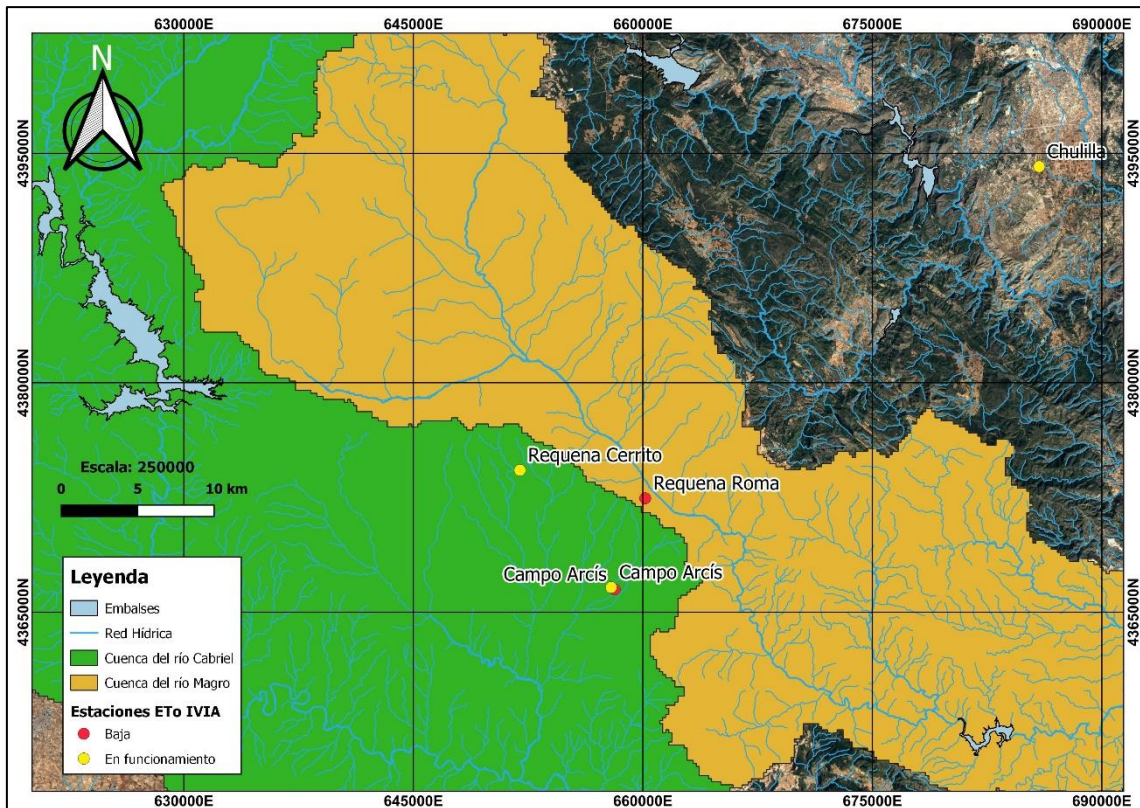 630000E 645000E 660000E 675000E 690000E
N
4395000N 4395000N
Chulilla
4380000N 4380000N
Requena Cerrito
Escala: 250000
0 5 10 km
Requena Roma
Campo Arcís Campo Arcís
4365000N 4365000N
Leyenda
Embalses
Red Hídrica
Cuenca del río Cabriel
Cuenca del río Magro
Estaciones ETo IVIA
Baja
En funcionamiento
630000E 645000E 660000E 675000E 690000E